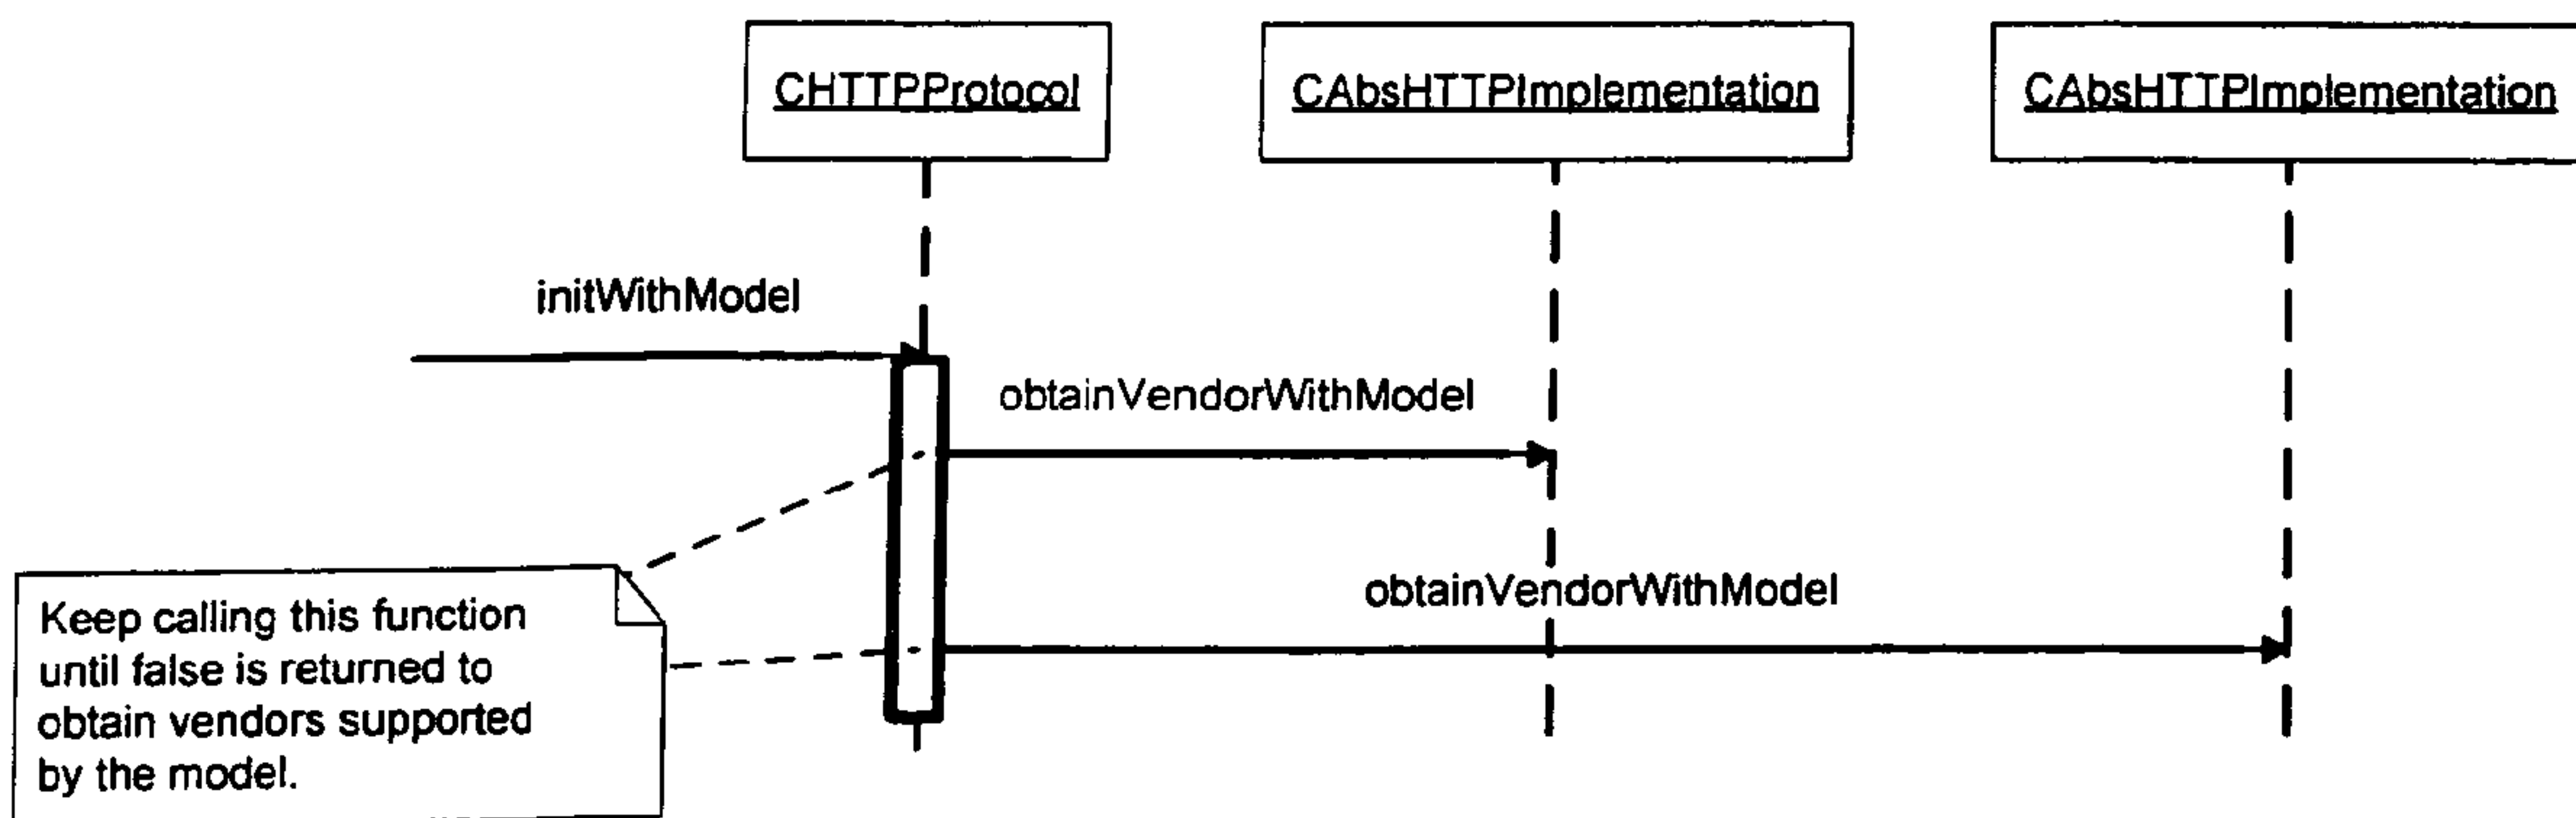 CHTTPProtocol
CAbsHTTPImplementation
CAbsHTTPImplementation
initWithModel
obtainVendorWithModel
obtainVendorWithModel
Keep calling this function
until false is returned to
obtain vendors supported
by the model.